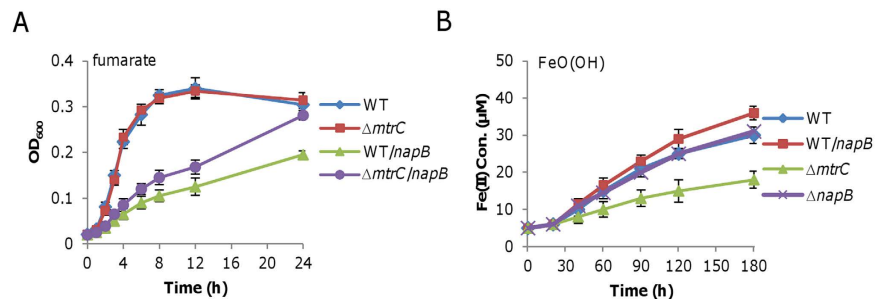 A
fumarate
OD600
0.4
0.3
0.2
0.1
0
0 4 8 12 16 20 24
Time (h)
WT
ΔmtrC
WT/napB
ΔmtrC/napB
B
FeO(OH)
Fe(II) Con. (μM)
50
40
30
20
10
0
0 30 60 90 120 150 180
Time (h)
WT
WT/napB
ΔmtrC
ΔnapB